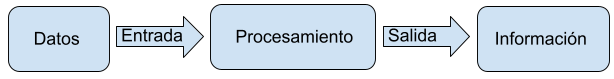 Datos
Entrada
Procesamiento
Salida
Información